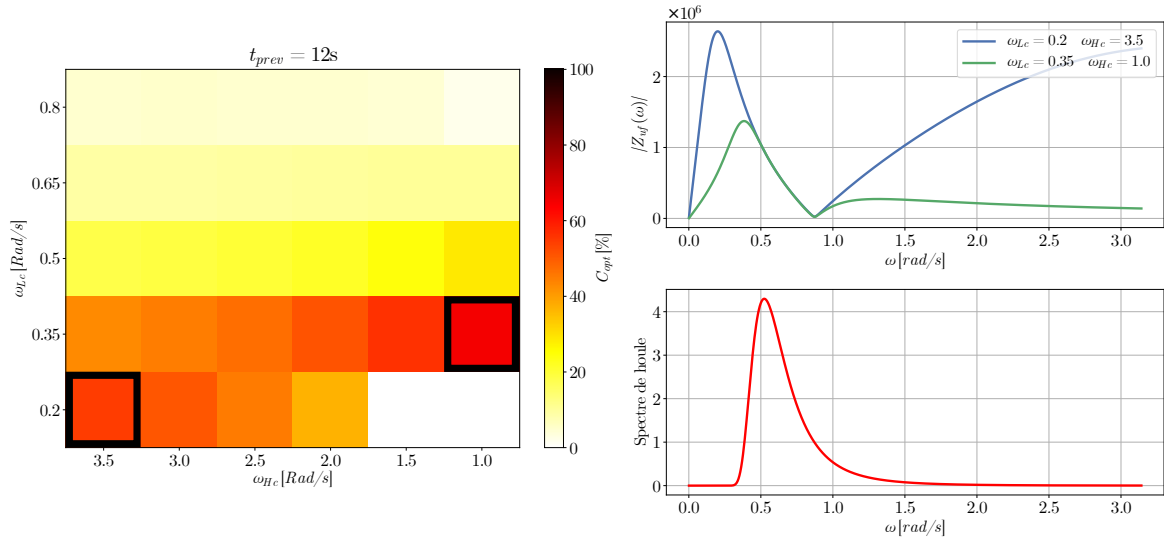 t_prev = 12s
0.8
0.65
0.5
0.35
0.2
ω_Lc [Rad/s]
3.5 3.0 2.5 2.0 1.5 1.0
ω_Hc [Rad/s]
100
80
60
40
20
0
C_opt [%]
×10⁶
2
1
0
|Z_uf(ω)|
ω_Lc = 0.2 ω_Hc = 3.5
ω_Lc = 0.35 ω_Hc = 1.0
0.0 0.5 1.0 1.5 2.0 2.5 3.0
ω [rad/s]
4
3
2
1
0
Spectre de houle
0.0 0.5 1.0 1.5 2.0 2.5 3.0
ω [rad/s]